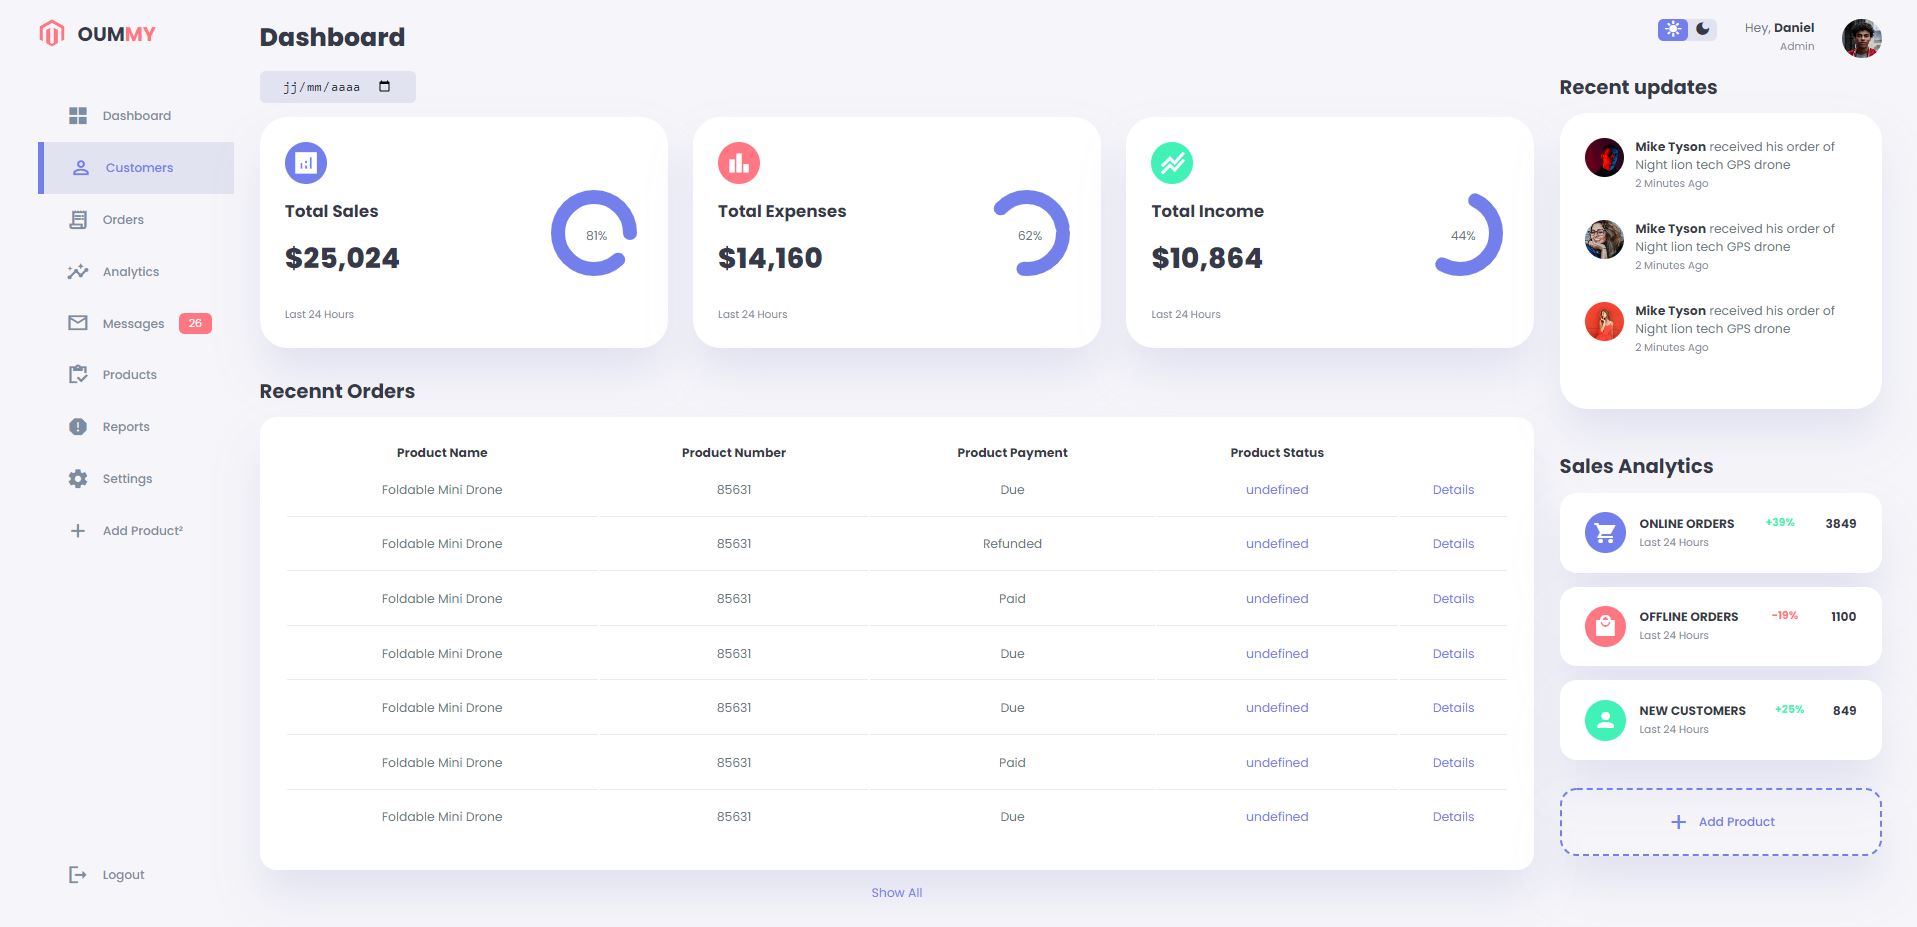 OUMMY
Dashboard
Customers
Orders
Analytics
Messages 26
Products
Reports
Settings
Add Product²
Logout
Dashboard
jj/mm/aaaa
Total Sales
$25,024
81%
Last 24 Hours
Total Expenses
$14,160
62%
Last 24 Hours
Total Income
$10,864
44%
Last 24 Hours
Recennt Orders
Product Name Product Number Product Payment Product Status
Foldable Mini Drone 85631 Due undefined Details
Foldable Mini Drone 85631 Refunded undefined Details
Foldable Mini Drone 85631 Paid undefined Details
Foldable Mini Drone 85631 Due undefined Details
Foldable Mini Drone 85631 Due undefined Details
Foldable Mini Drone 85631 Paid undefined Details
Foldable Mini Drone 85631 Due undefined Details
Show All
Hey, Daniel
Admin
Recent updates
Mike Tyson received his order of
Night lion tech GPS drone
2 Minutes Ago
Mike Tyson received his order of
Night lion tech GPS drone
2 Minutes Ago
Mike Tyson received his order of
Night lion tech GPS drone
2 Minutes Ago
Sales Analytics
ONLINE ORDERS +39% 3849
Last 24 Hours
OFFLINE ORDERS -19% 1100
Last 24 Hours
NEW CUSTOMERS +25% 849
Last 24 Hours
Add Product